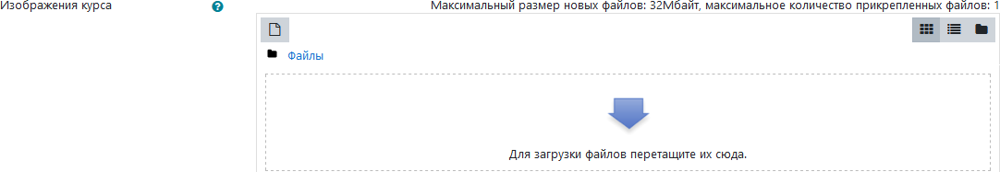 Изображения курса
Максимальный размер новых файлов: 32Мбайт, максимальное количество прикрепленных файлов: 1
Файлы
Для загрузки файлов перетащите их сюда.